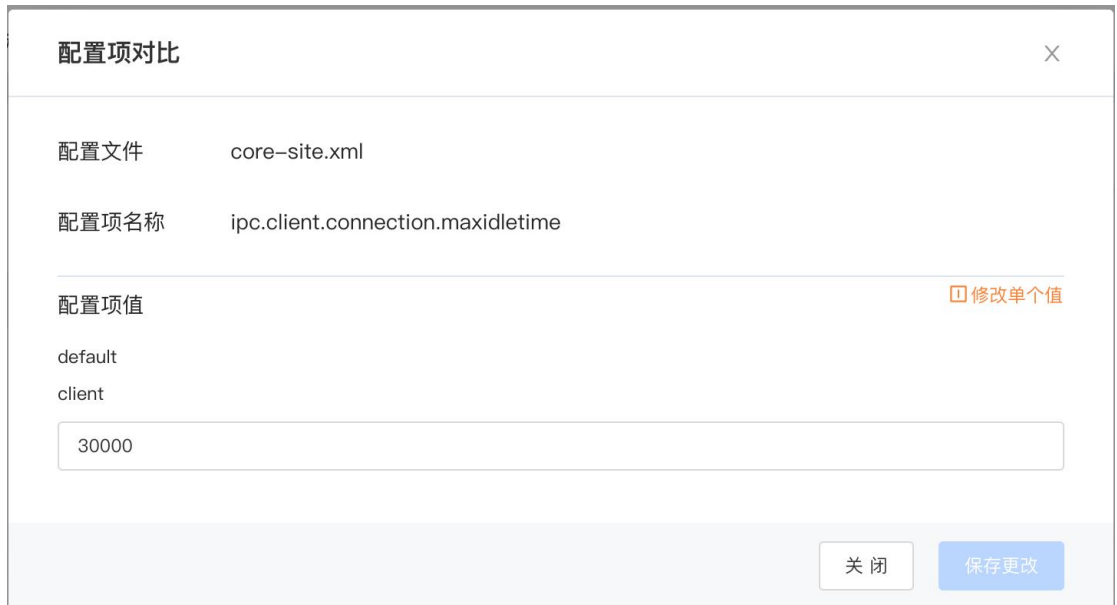 配置项对比
配置文件 core-site.xml
配置项名称 ipc.client.connection.maxidletime
修改单个值
配置项值
default
client
30000
关 闭 保存更改